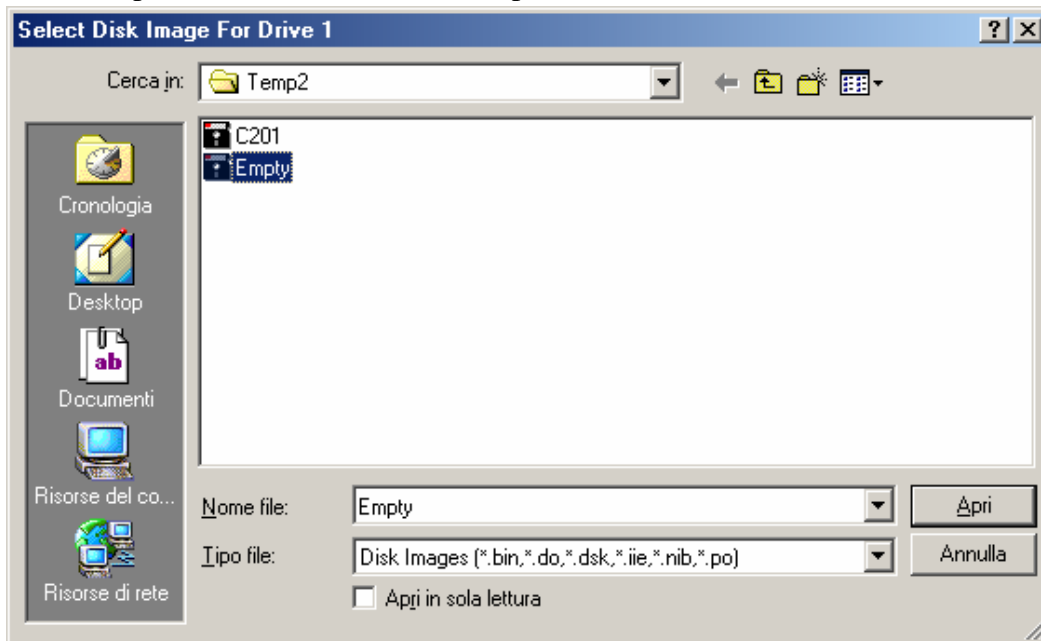 Select Disk Image For Drive 1
Cerca in: Temp2
C201
Empty
Cronologia
Desktop
ab
Documenti
Risorse del co...
Risorse di rete
Nome file: Empty Apri
Tipo file: Disk Images (*.bin,*.do,*.dsk,*.iie,*.nib,*.po) Annulla
Apri in sola lettura